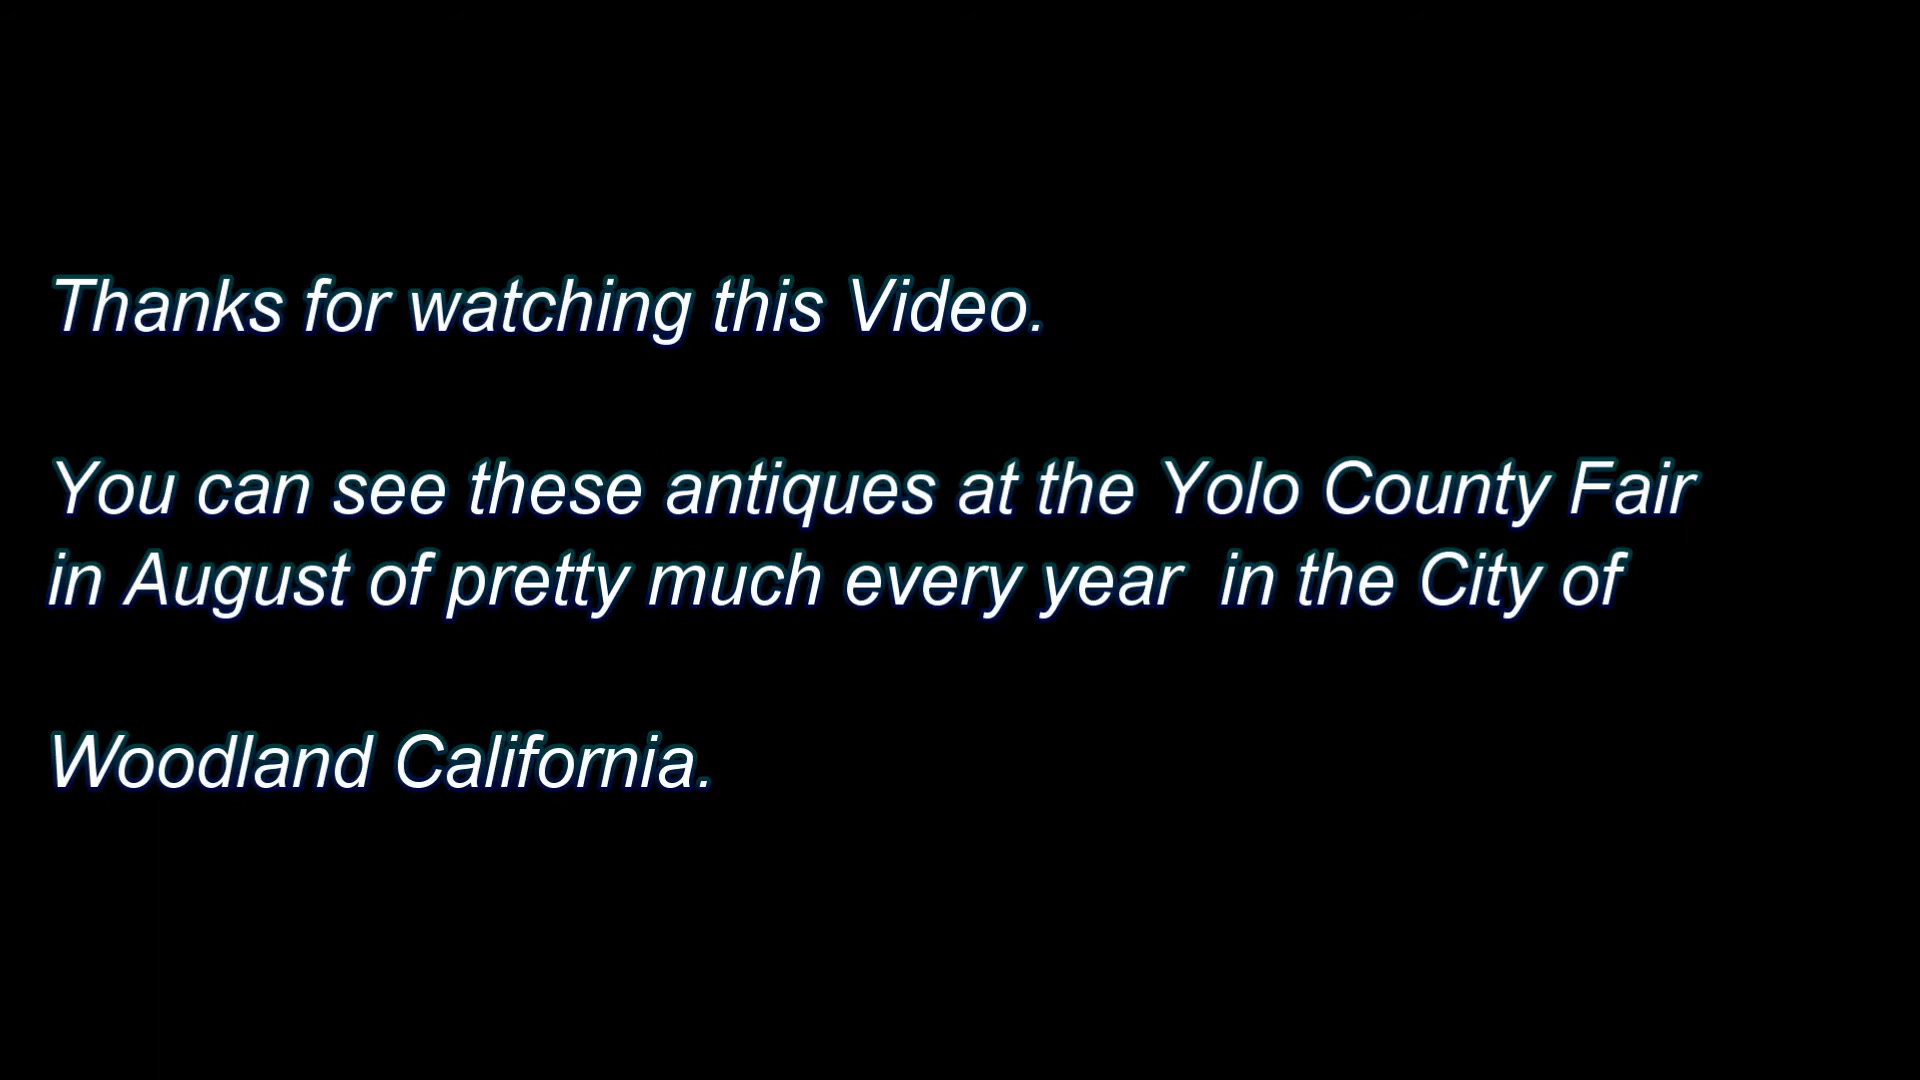 Thanks for watching this Video.
You can see these antiques at the Yolo County Fair
in August of pretty much every year  in the City of
Woodland California.